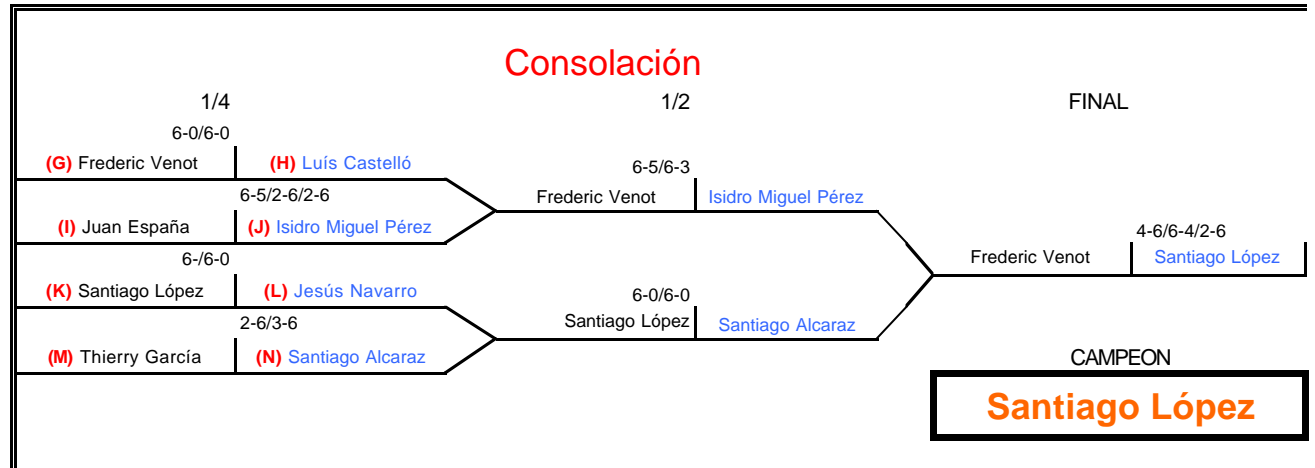 Consolación
1/4 1/2 FINAL
6-0/6-0
(G) Frederic Venot (H) Luís Castelló
6-5/6-3
6-5/2-6/2-6
Frederic Venot Isidro Miguel Pérez
(I) Juan España (J) Isidro Miguel Pérez
4-6/6-4/2-6
6-/6-0
Frederic Venot Santiago López
(K) Santiago López (L) Jesús Navarro
6-0/6-0
2-6/3-6
Santiago López Santiago Alcaraz
(M) Thierry García (N) Santiago Alcaraz
CAMPEON
Santiago López